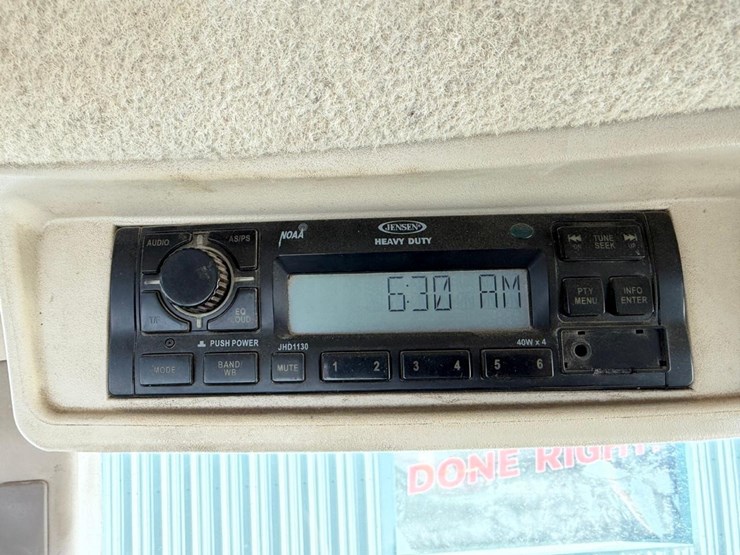 AUDIO
AS/PS
NOAA
JENSEN®
HEAVY DUTY
TUNE
SEEK
6:30 AM
PTY
MENU
INFO
ENTER
EQ
LOUD
PUSH POWER
JHD1130
40W x 4
MODE
BAND
WB
MUTE
1 2
3 4
5 6
DONE RIGHT